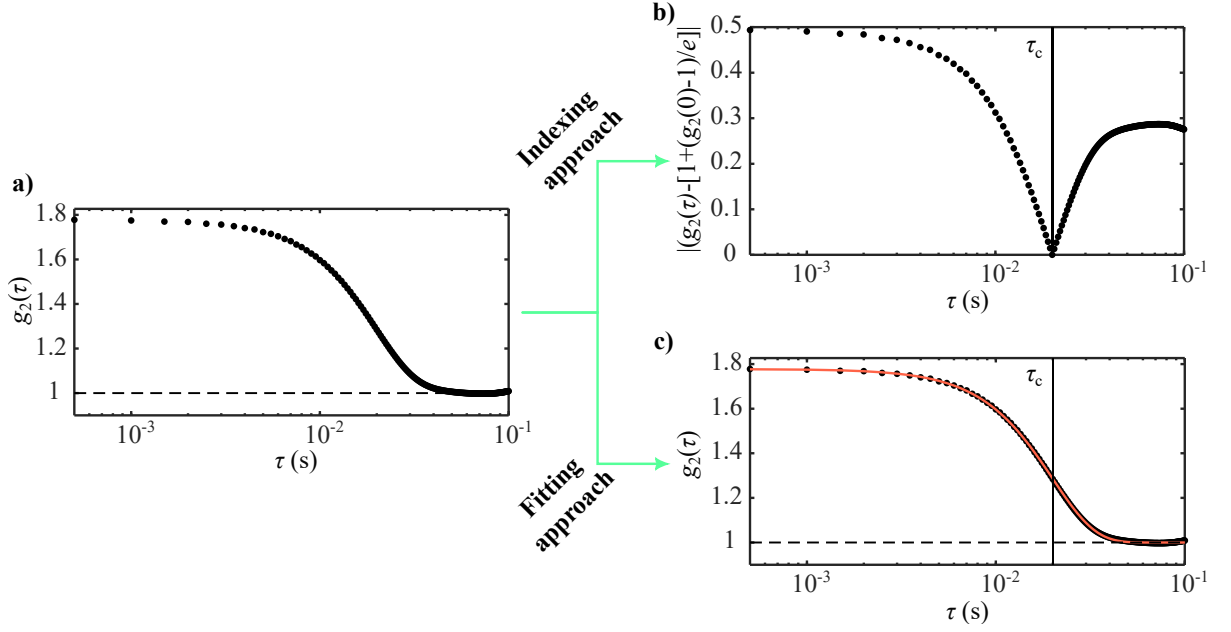 a)
1.8
1.6
1.4
1.2
1
g₂(τ)
10⁻³
10⁻²
10⁻¹
τ (s)
Indexing
approach
Fitting
approach
b)
0.5
0.4
0.3
0.2
0.1
0
|(g₂(τ)-[1+(g₂(0)-1)/e]|
τc
10⁻³
10⁻²
10⁻¹
τ (s)
c)
1.8
1.6
1.4
1.2
1
g₂(τ)
τc
10⁻³
10⁻²
10⁻¹
τ (s)